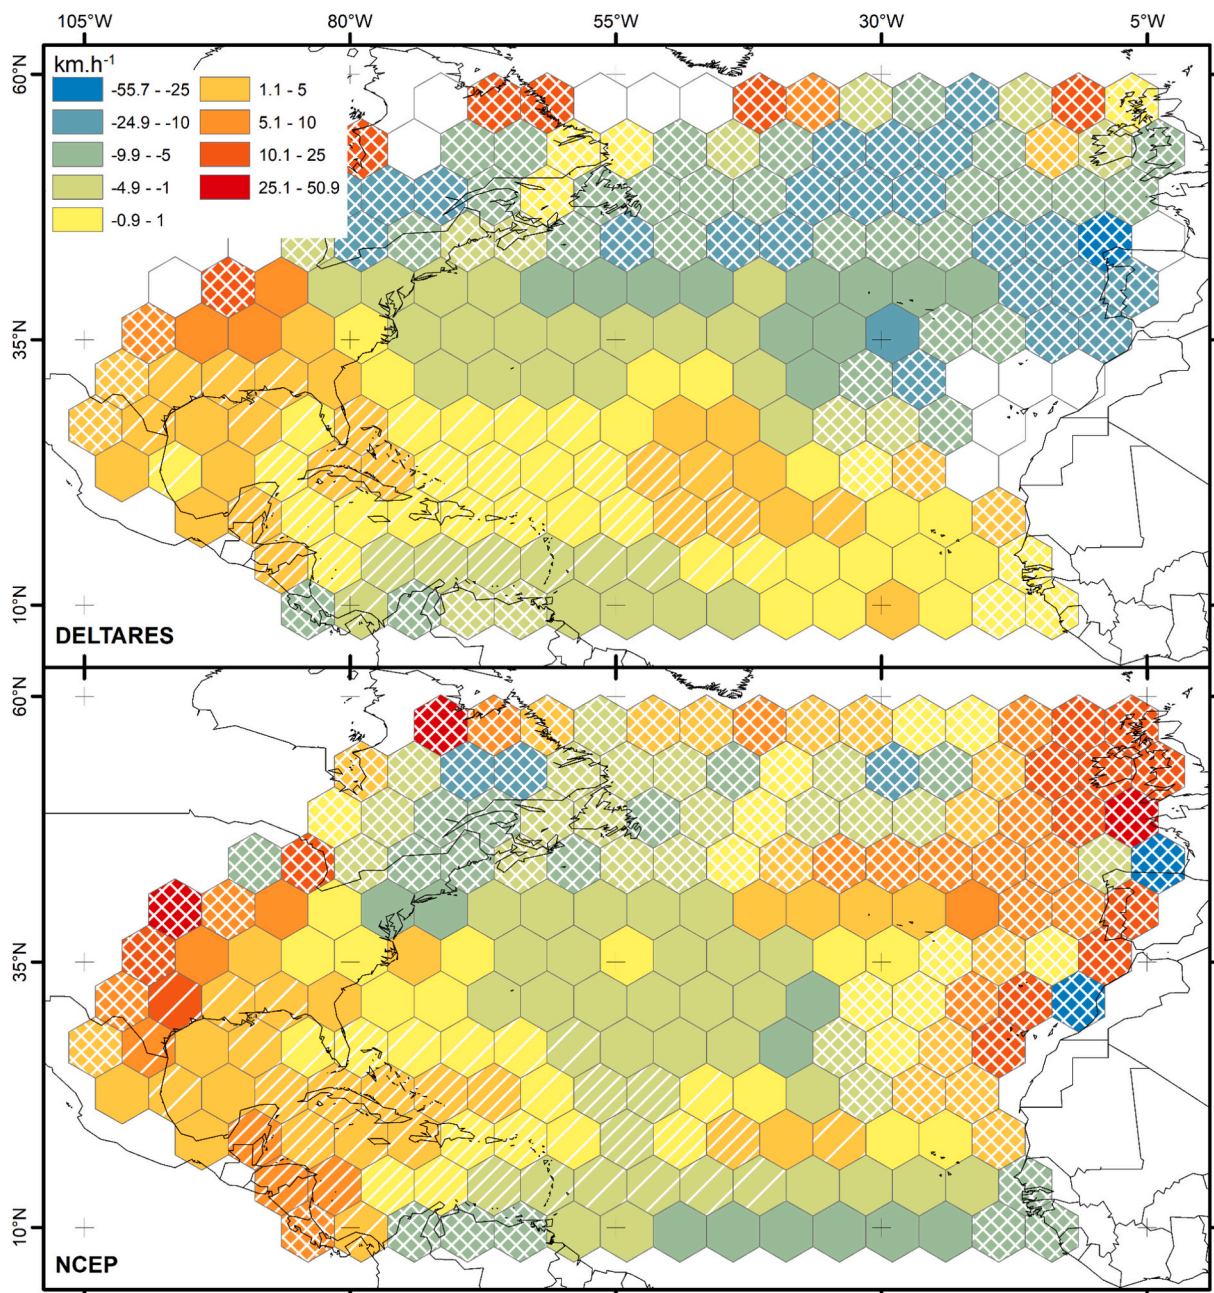 105°W 80°W 55°W 30°W 5°W
km.h-1
-55.7 - -25 1.1 - 5
-24.9 - -10 5.1 - 10
-9.9 - -5 10.1 - 25
-4.9 - -1 25.1 - 50.9
-0.9 - 1
60°N
35°N
10°N
DELTARES
60°N
35°N
10°N
NCEP